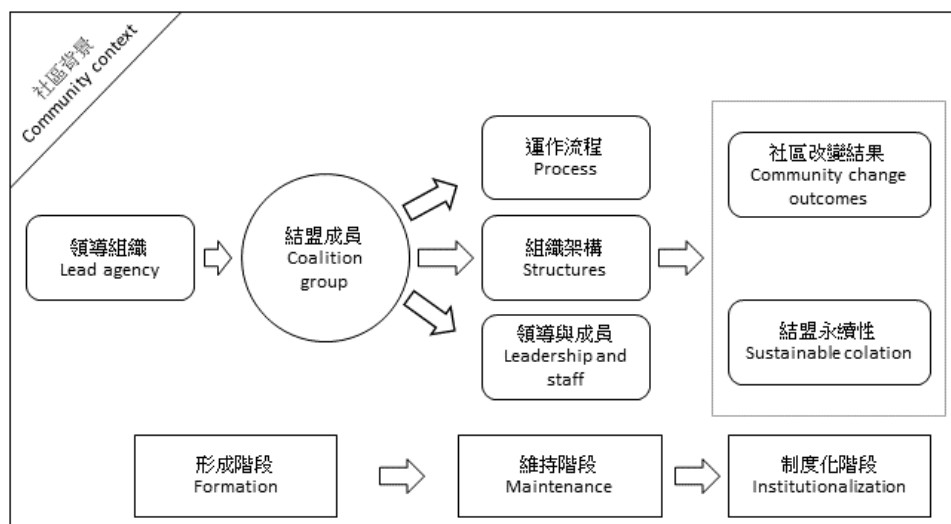 社區背景
Community context
運作流程
Process
社區改變結果
Community change
outcomes
領導組織
Lead agency
結盟成員
Coalition
group
組織架構
Structures
領導與成員
Leadership and
staff
結盟永續性
Sustainable colation
形成階段
Formation
維持階段
Maintenance
制度化階段
Institutionalization